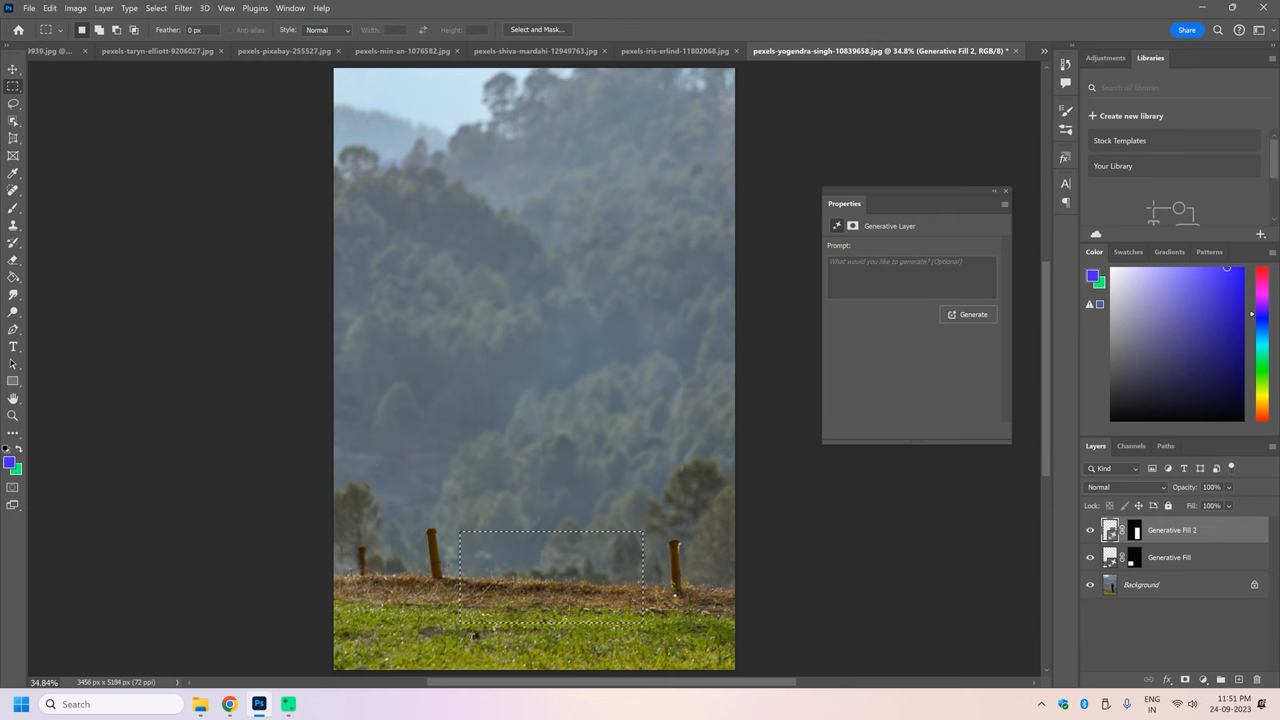 File Edit Image Layer Type Select Filter 3D View Plugins Window Help
Feather: 0 px Anti-alias Style: Normal Width: Height: Select and Mask... Share
9939.jpg @... × pexels-taryn-elliott-9206027.jpg × pexels-pixabay-255527.jpg × pexels-min-an-1076582.jpg × pexels-shiva-mardahi-12949763.jpg × pexels-iris-erlind-11802068.jpg × pexels-yogendra-singh-10839658.jpg @ 34.8% (Generative Fill 2, RGB/8) * ×
Adjustments Libraries
Search all libraries
+ Create new library
Stock Templates
Your Library
Properties
Generative Layer
Prompt:
What would you like to generate? (Optional)
Generate
Color Swatches Gradients Patterns
Layers Channels Paths
Kind
Normal Opacity: 100%
Lock: Fill: 100%
Generative Fill 2
Generative Fill
Background
34.84% 3456 px x 5184 px (72 ppi)
Search
ENG
IN
11:51 PM
24-09-2023